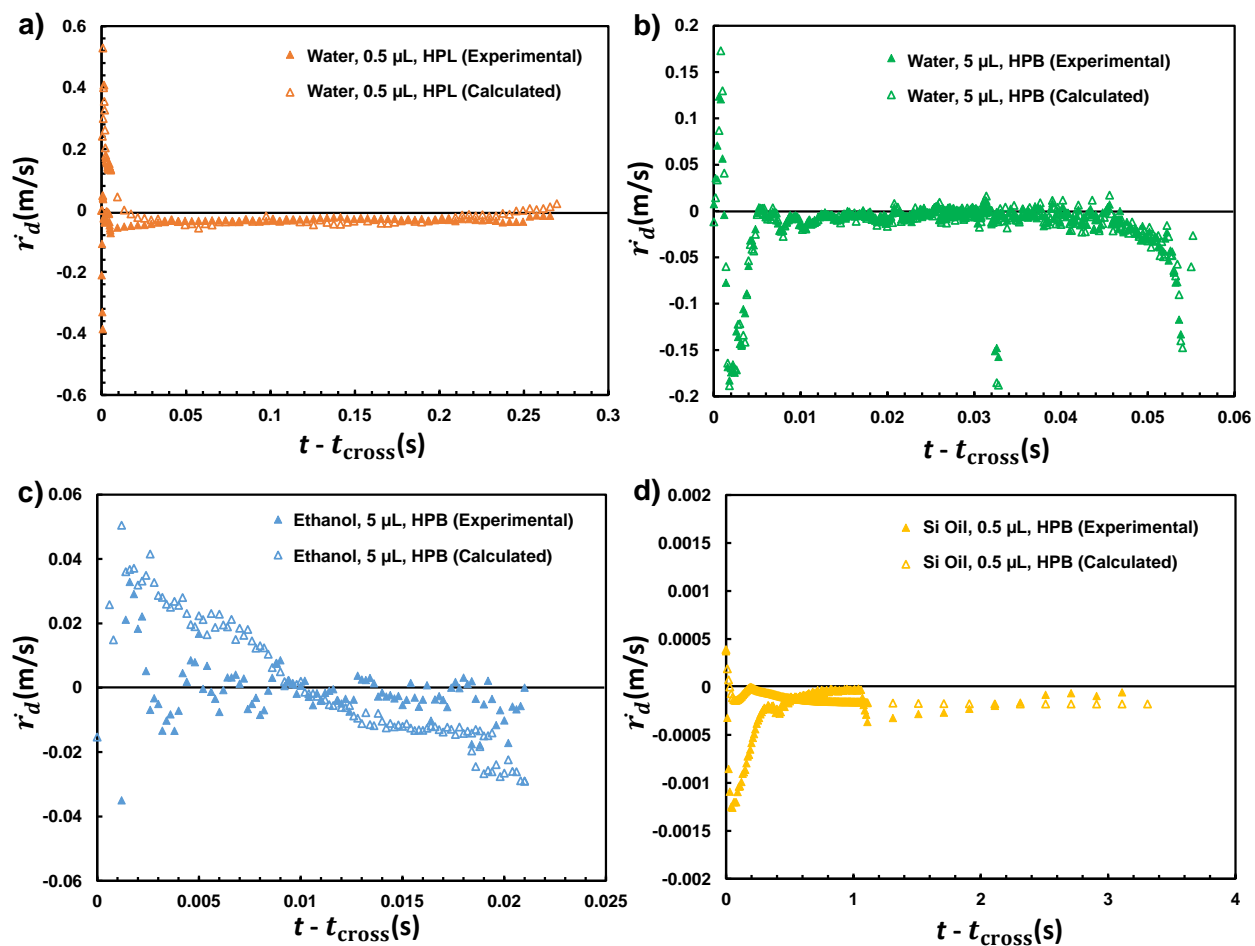 a)
0.6
0.4
0.2
0
-0.2
-0.4
-0.6
ṙd(m/s)
Water, 0.5 µL, HPL (Experimental)
Water, 0.5 µL, HPL (Calculated)
0 0.05 0.1 0.15 0.2 0.25 0.3
t - tcross(s)
b)
0.2
0.15
0.1
0.05
0
-0.05
-0.1
-0.15
-0.2
ṙd(m/s)
Water, 5 µL, HPB (Experimental)
Water, 5 µL, HPB (Calculated)
0 0.01 0.02 0.03 0.04 0.05 0.06
t - tcross(s)
c)
0.06
0.04
0.02
0
-0.02
-0.04
-0.06
ṙd(m/s)
Ethanol, 5 µL, HPB (Experimental)
Ethanol, 5 µL, HPB (Calculated)
0 0.005 0.01 0.015 0.02 0.025
t - tcross(s)
d)
0.002
0.0015
0.001
0.0005
0
-0.0005
-0.001
-0.0015
-0.002
ṙd(m/s)
Si Oil, 0.5 µL, HPB (Experimental)
Si Oil, 0.5 µL, HPB (Calculated)
0 1 2 3 4
t - tcross(s)